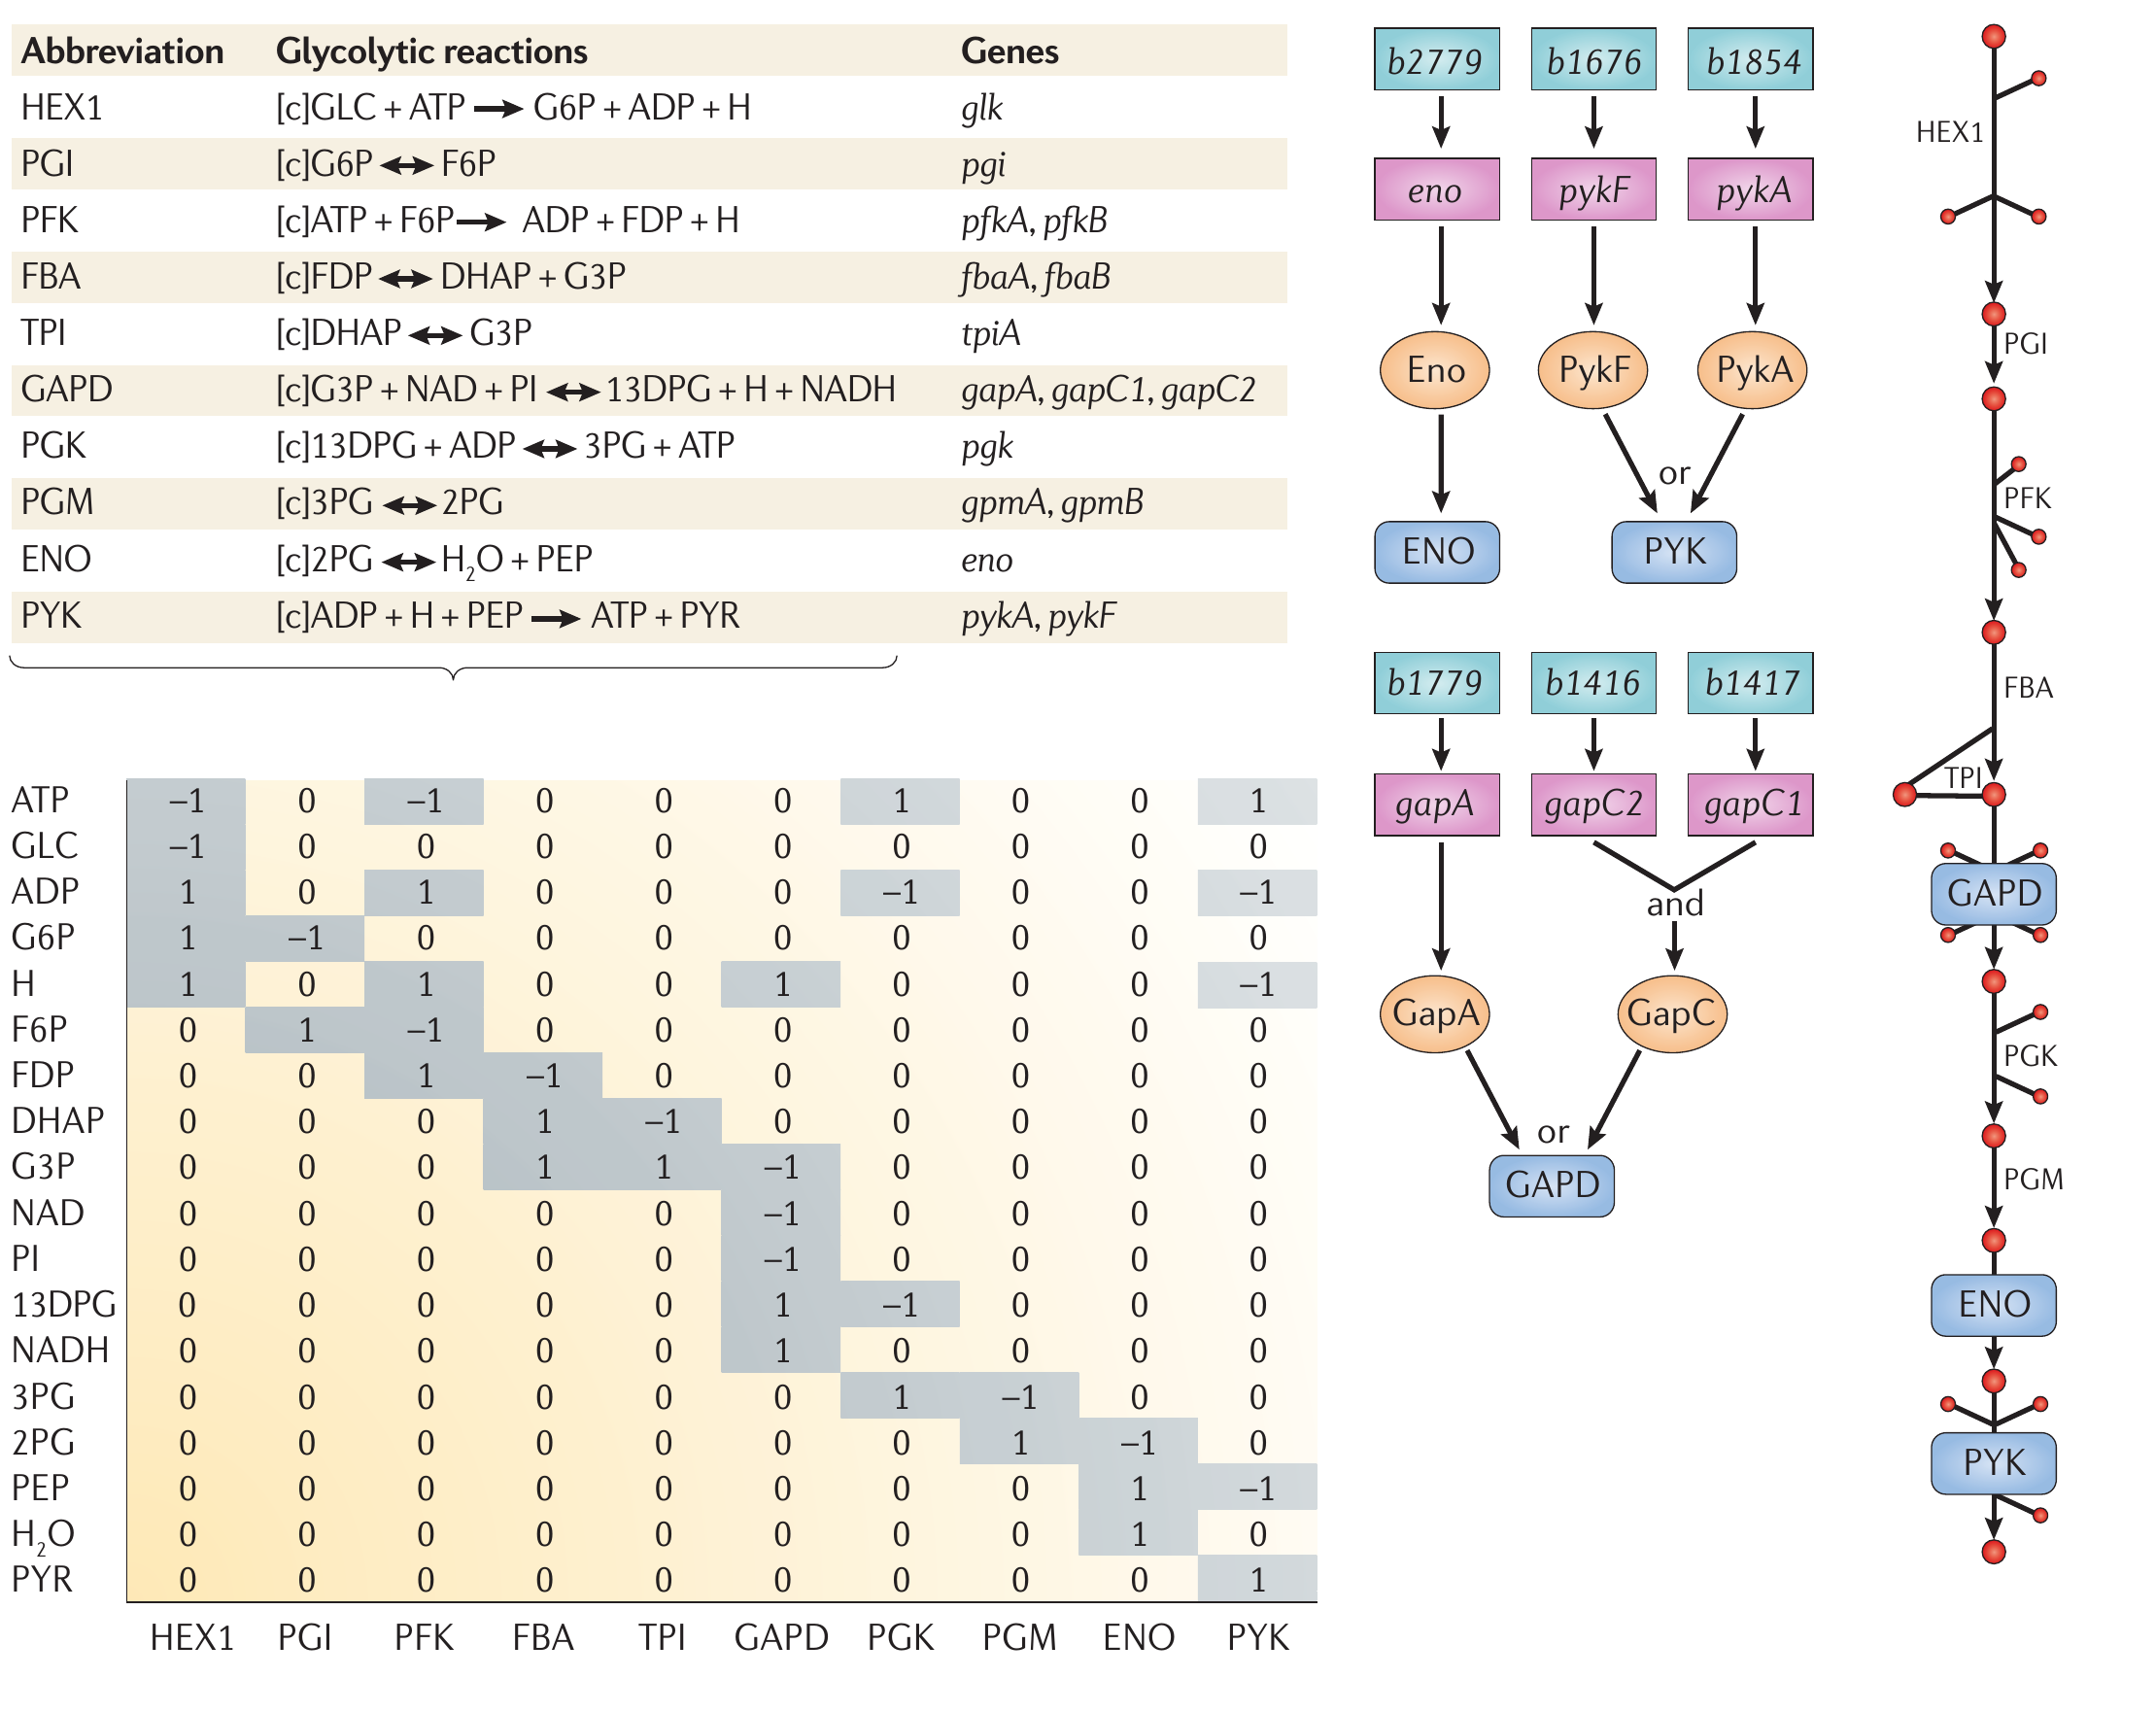 Abbreviation Glycolytic reactions Genes
HEX1 [c]GLC + ATP → G6P + ADP + H glk
PGI [c]G6P ↔ F6P pgi
PFK [c]ATP + F6P → ADP + FDP + H pfkA, pfkB
FBA [c]FDP ↔ DHAP + G3P fbaA, fbaB
TPI [c]DHAP ↔ G3P tpiA
GAPD [c]G3P + NAD + PI ↔ 13DPG + H + NADH gapA, gapC1, gapC2
PGK [c]13DPG + ADP ↔ 3PG + ATP pgk
PGM [c]3PG ↔ 2PG gpmA, gpmB
ENO [c]2PG ↔ H₂O + PEP eno
PYK [c]ADP + H + PEP → ATP + PYR pykA, pykF
ATP –1 0 –1 0 0 0 1 0 0 1
GLC –1 0 0 0 0 0 0 0 0 0
ADP 1 0 1 0 0 0 –1 0 0 –1
G6P 1 –1 0 0 0 0 0 0 0 0
H 1 0 1 0 0 1 0 0 0 –1
F6P 0 1 –1 0 0 0 0 0 0 0
FDP 0 0 1 –1 0 0 0 0 0 0
DHAP 0 0 0 1 –1 0 0 0 0 0
G3P 0 0 0 1 1 –1 0 0 0 0
NAD 0 0 0 0 0 –1 0 0 0 0
PI 0 0 0 0 0 –1 0 0 0 0
13DPG 0 0 0 0 0 1 –1 0 0 0
NADH 0 0 0 0 0 1 0 0 0 0
3PG 0 0 0 0 0 0 1 –1 0 0
2PG 0 0 0 0 0 0 0 1 –1 0
PEP 0 0 0 0 0 0 0 0 1 –1
H₂O 0 0 0 0 0 0 0 0 1 0
PYR 0 0 0 0 0 0 0 0 0 1
HEX1 PGI PFK FBA TPI GAPD PGK PGM ENO PYK
b2779 b1676 b1854
eno pykF pykA
Eno PykF PykA
or
ENO PYK
b1779 b1416 b1417
gapA gapC2 gapC1
and
GapA GapC
or
GAPD
HEX1
PGI
PFK
FBA
TPI
GAPD
PGK
PGM
ENO
PYK